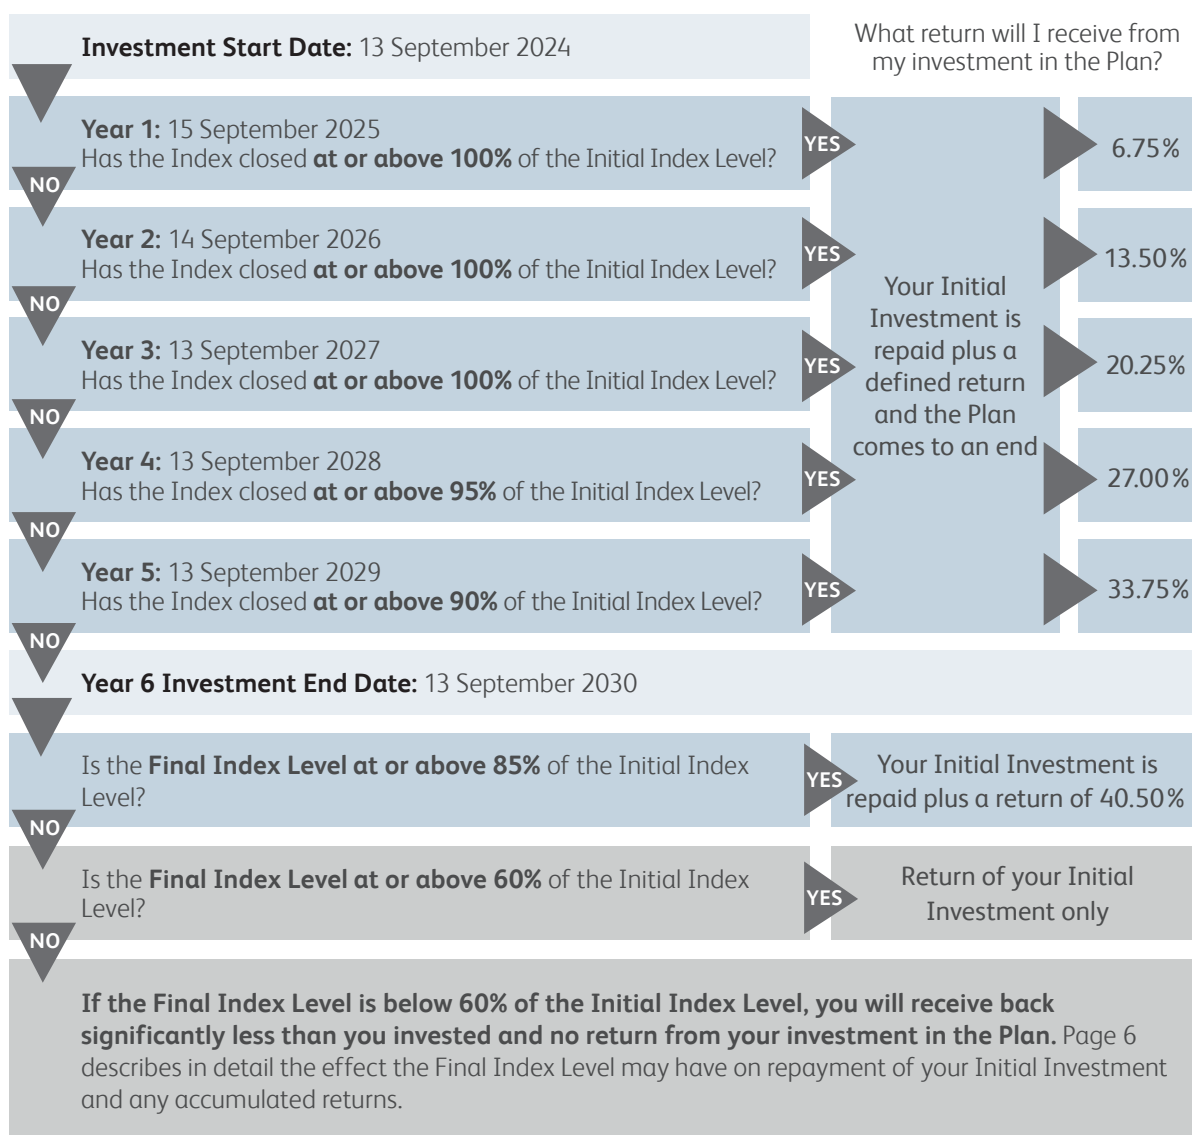 Investment Start Date: 13 September 2024
What return will I receive from
my investment in the Plan?
Year 1: 15 September 2025
Has the Index closed at or above 100% of the Initial Index Level?
YES
6.75%
NO
Year 2: 14 September 2026
Has the Index closed at or above 100% of the Initial Index Level?
YES
13.50%
NO
Year 3: 13 September 2027
Has the Index closed at or above 100% of the Initial Index Level?
YES
20.25%
NO
Year 4: 13 September 2028
Has the Index closed at or above 95% of the Initial Index Level?
YES
27.00%
NO
Year 5: 13 September 2029
Has the Index closed at or above 90% of the Initial Index Level?
YES
33.75%
NO
Your Initial
Investment is
repaid plus a
defined return
and the Plan
comes to an end
Year 6 Investment End Date: 13 September 2030
Is the Final Index Level at or above 85% of the Initial Index
Level?
YES
Your Initial Investment is
repaid plus a return of 40.50%
NO
Is the Final Index Level at or above 60% of the Initial Index
Level?
YES
Return of your Initial
Investment only
NO
If the Final Index Level is below 60% of the Initial Index Level, you will receive back
significantly less than you invested and no return from your investment in the Plan. Page 6
describes in detail the effect the Final Index Level may have on repayment of your Initial Investment
and any accumulated returns.